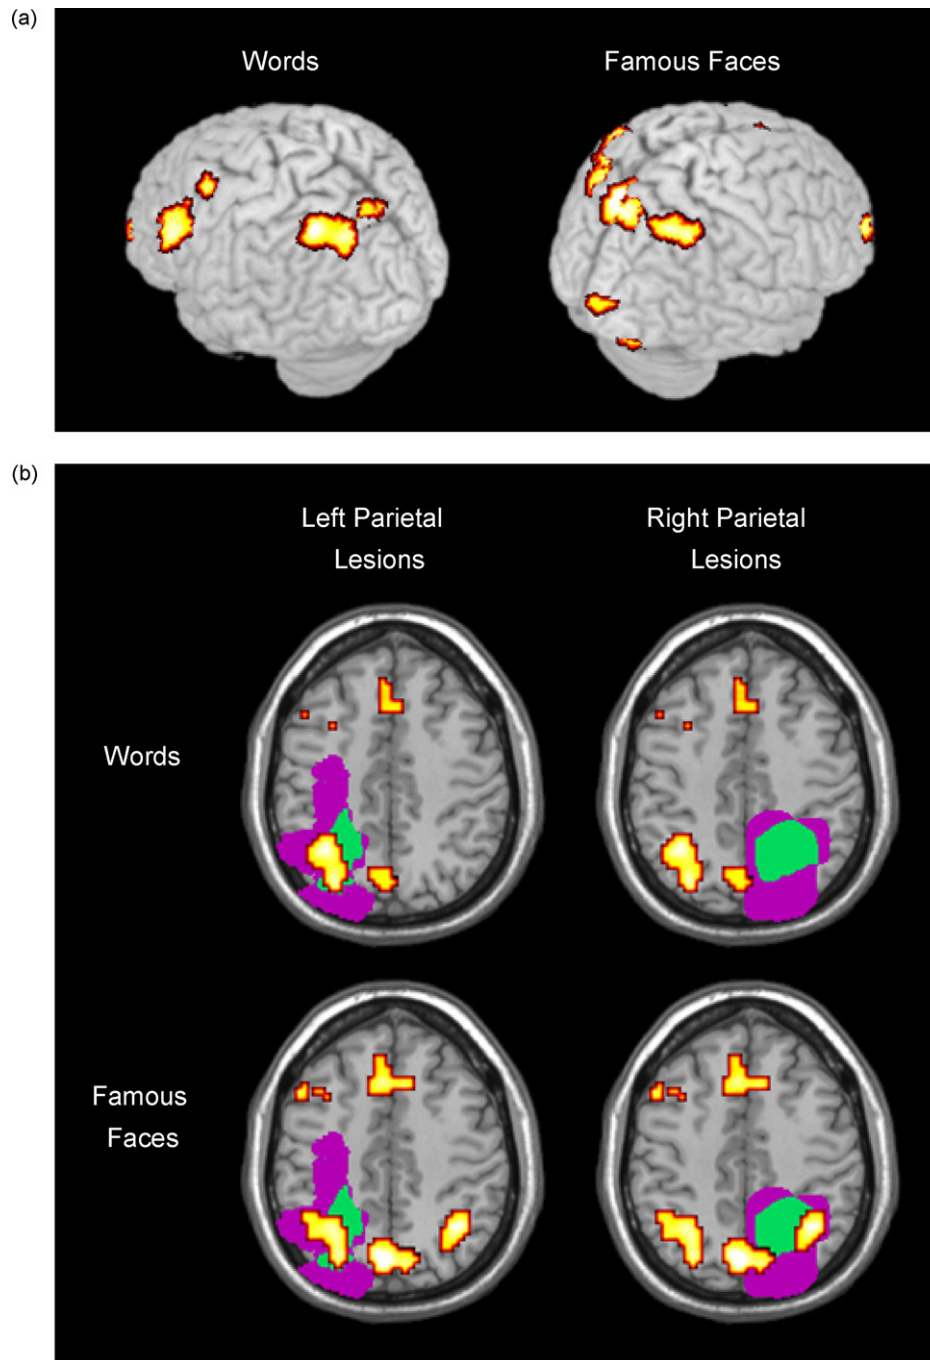 (a)
Words
Famous Faces
(b)
Left Parietal
Lesions
Right Parietal
Lesions
Words
Famous
Faces